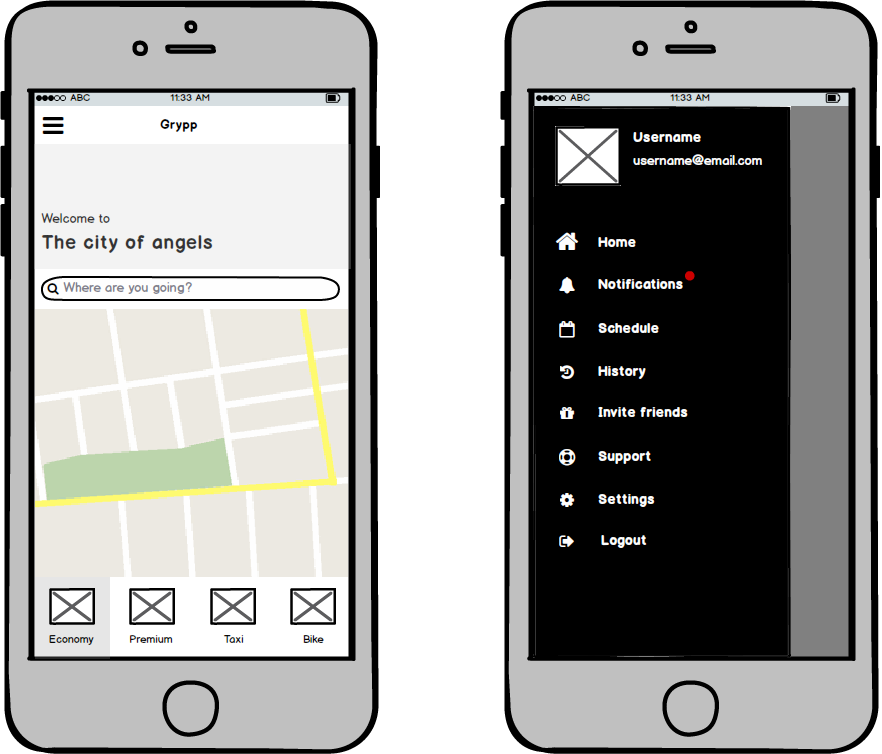 ABC 11:33 AM
Grypp
Welcome to
The city of angels
Where are you going?
Economy Premium Taxi Bike
ABC 11:33 AM
Username
username@email.com
Home
Notifications
Schedule
History
Invite friends
Support
Settings
Logout